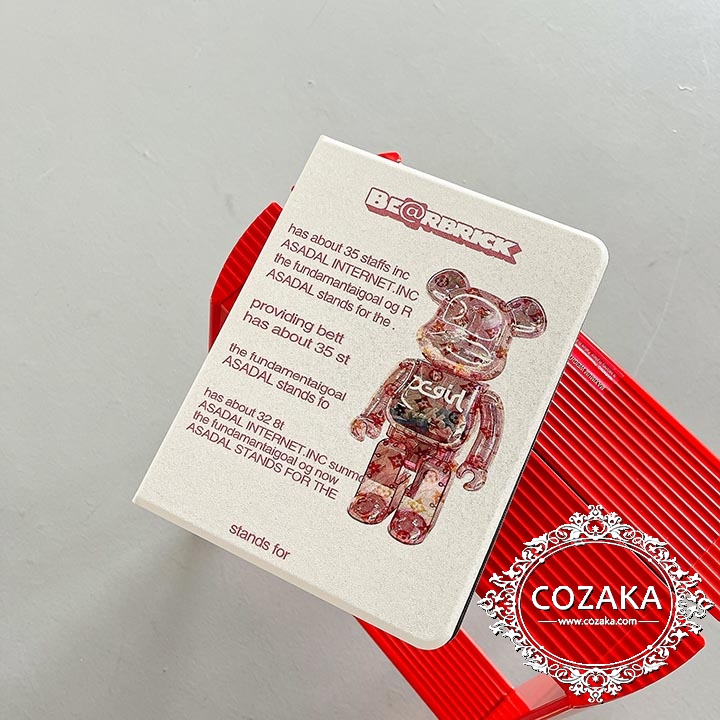 BE@RBRICK
has about 35 staffs inc
ASADAL INTERNET.INC
the fundamantaigoal og R
ASADAL stands for the .
providing bett
has about 35 st
the fundamentaigoal
ASADAL stands fo
has about 32 8t
ASADAL INTERNET.INC sunmo
the fundamantaigoal og now
ASADAL STANDS FOR THE
stands for
X-girl
COZAKA
www.cozaka.com